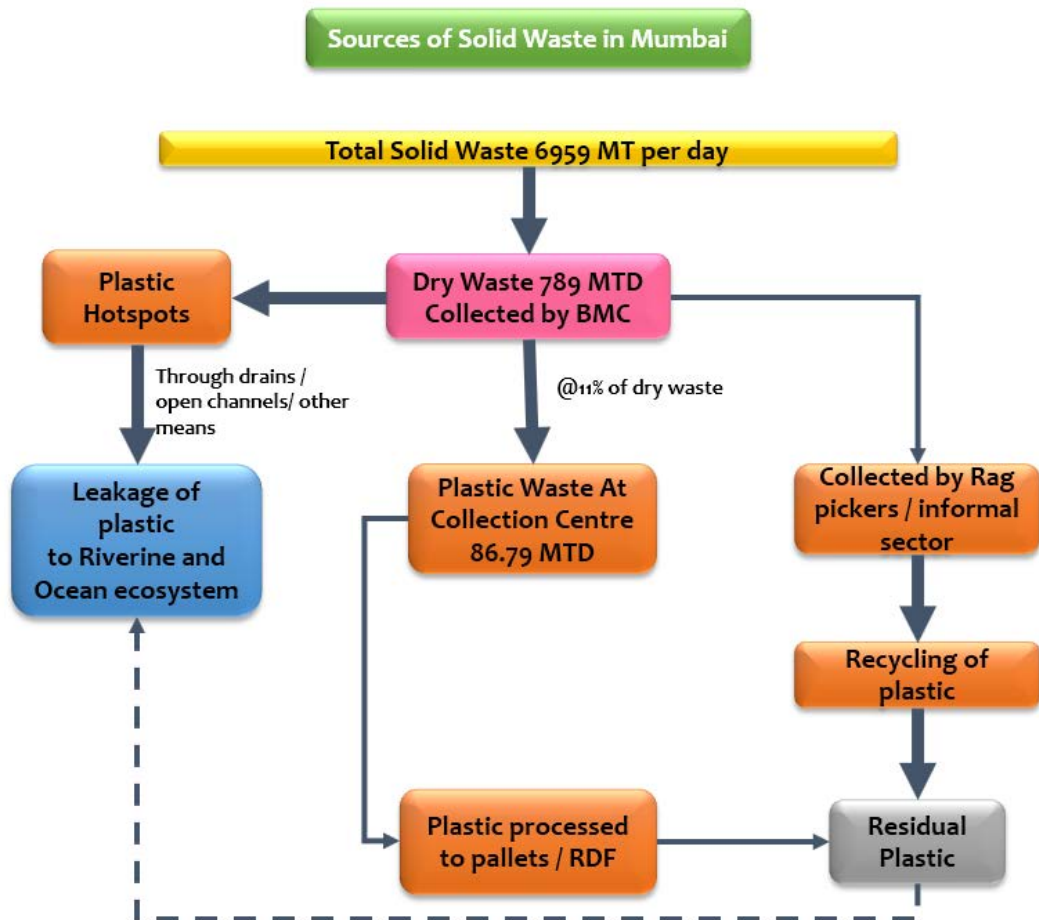 Sources of Solid Waste in Mumbai
Total Solid Waste 6959 MT per day
Plastic
Hotspots
Dry Waste 789 MTD
Collected by BMC
Through drains /
open channels/ other
means
@11% of dry waste
Leakage of
plastic
to Riverine and
Ocean ecosystem
Plastic Waste At
Collection Centre
86.79 MTD
Collected by Rag
pickers / informal
sector
Recycling of
plastic
Plastic processed
to pallets / RDF
Residual
Plastic